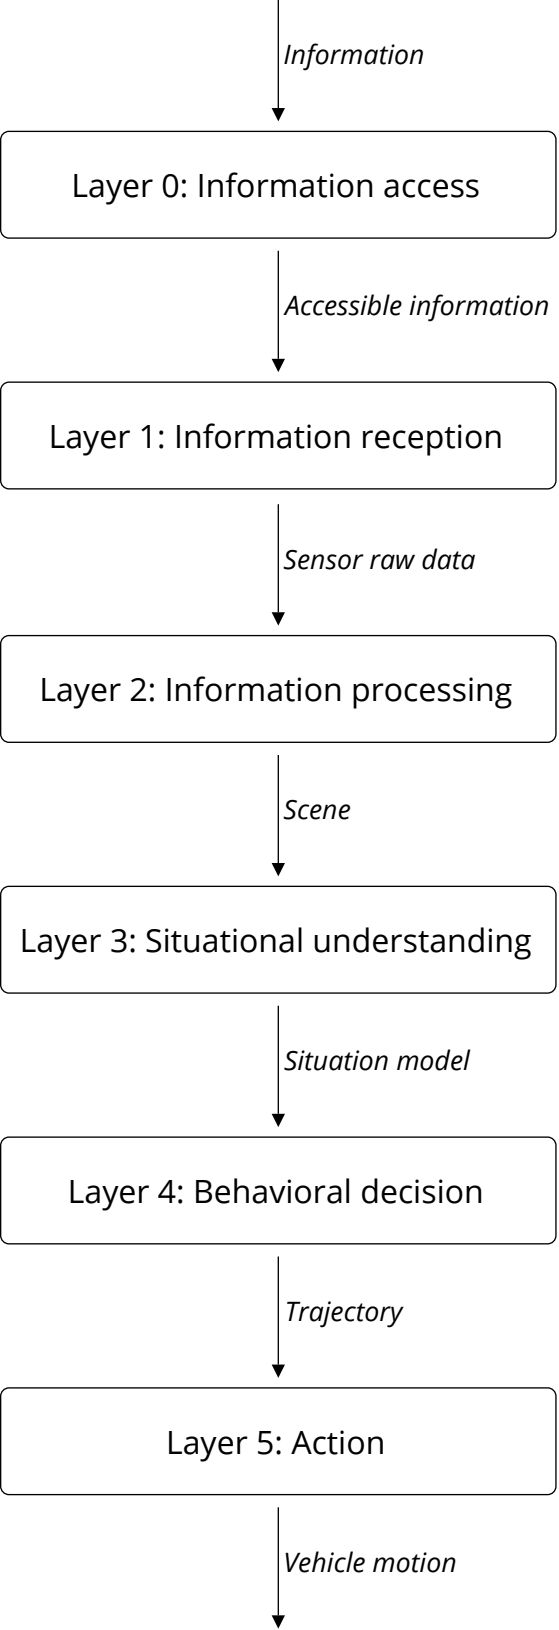 Information
Layer 0: Information access
Accessible information
Layer 1: Information reception
Sensor raw data
Layer 2: Information processing
Scene
Layer 3: Situational understanding
Situation model
Layer 4: Behavioral decision
Trajectory
Layer 5: Action
Vehicle motion